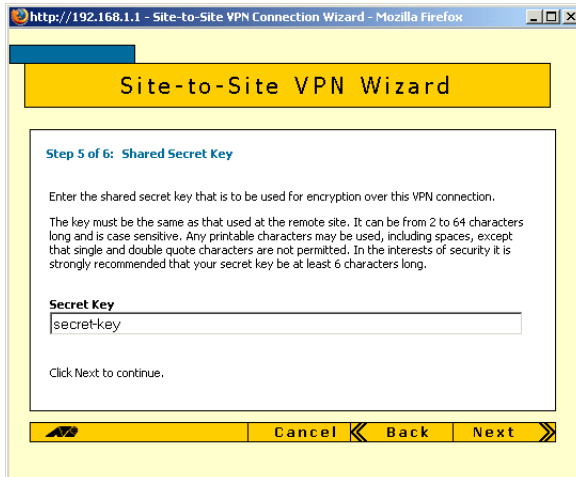 http://192.168.1.1 - Site-to-Site VPN Connection Wizard - Mozilla Firefox
Site-to-Site VPN Wizard
Step 5 of 6: Shared Secret Key
Enter the shared secret key that is to be used for encryption over this VPN connection.
The key must be the same as that used at the remote site. It can be from 2 to 64 characters
long and is case sensitive. Any printable characters may be used, including spaces, except
that single and double quote characters are not permitted. In the interests of security it is
strongly recommended that your secret key be at least 6 characters long.
Secret Key
secret-key
Click Next to continue.
Cancel Back Next